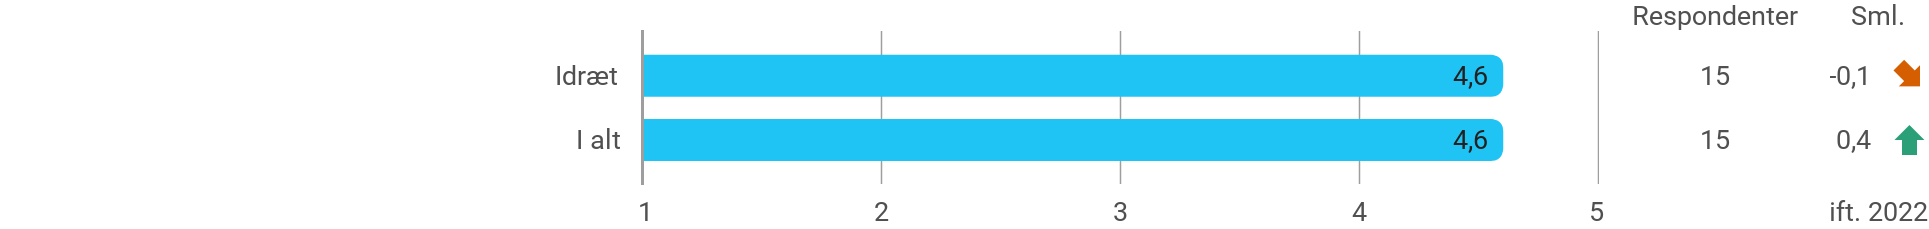 Respondenter Sml.
Idræt 4,6 15 -0,1
I alt 4,6 15 0,4
1 2 3 4 5 ift. 2022